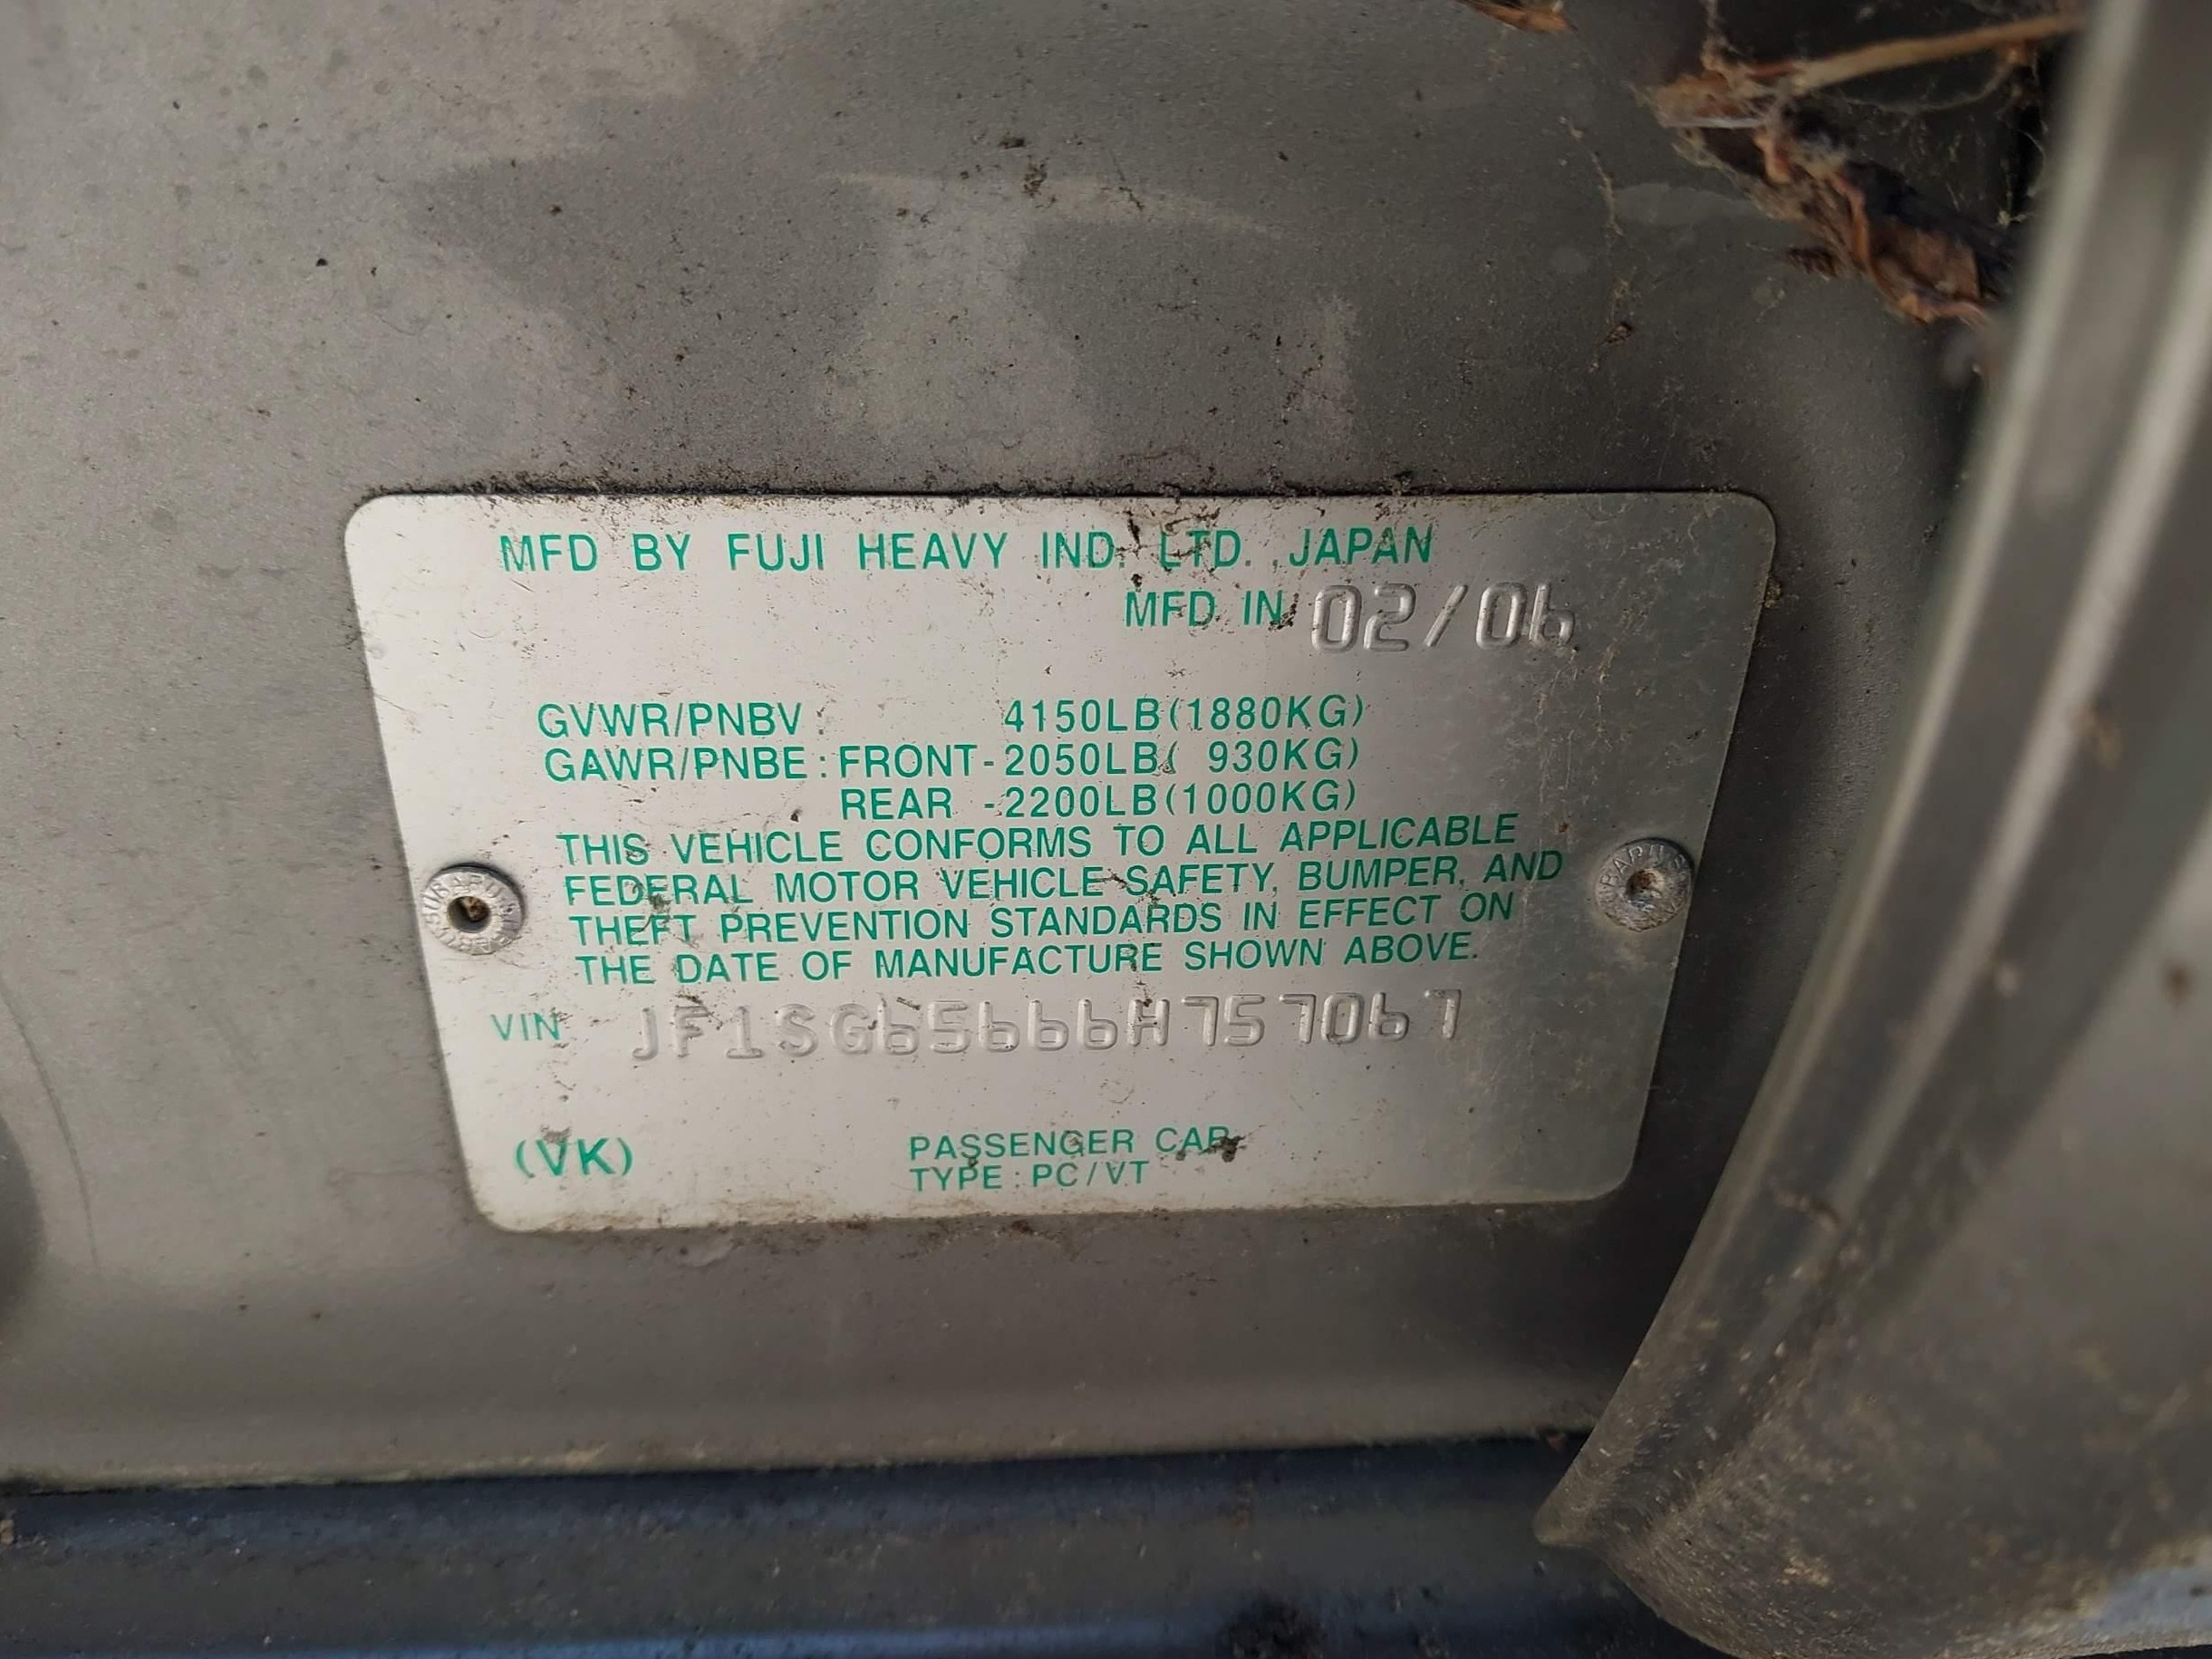 MFD BY FUJI HEAVY IND. LTD. JAPAN
MFD IN 02/06
GVWR/PNBV 4150LB(1880KG)
GAWR/PNBE:FRONT-2050LB( 930KG)
REAR -2200LB(1000KG)
THIS VEHICLE CONFORMS TO ALL APPLICABLE
FEDERAL MOTOR VEHICLE SAFETY, BUMPER, AND
THEFT PREVENTION STANDARDS IN EFFECT ON
THE DATE OF MANUFACTURE SHOWN ABOVE.
VIN JF1SG65666H757067
(VK)
PASSENGER CAR
TYPE:PC/VT